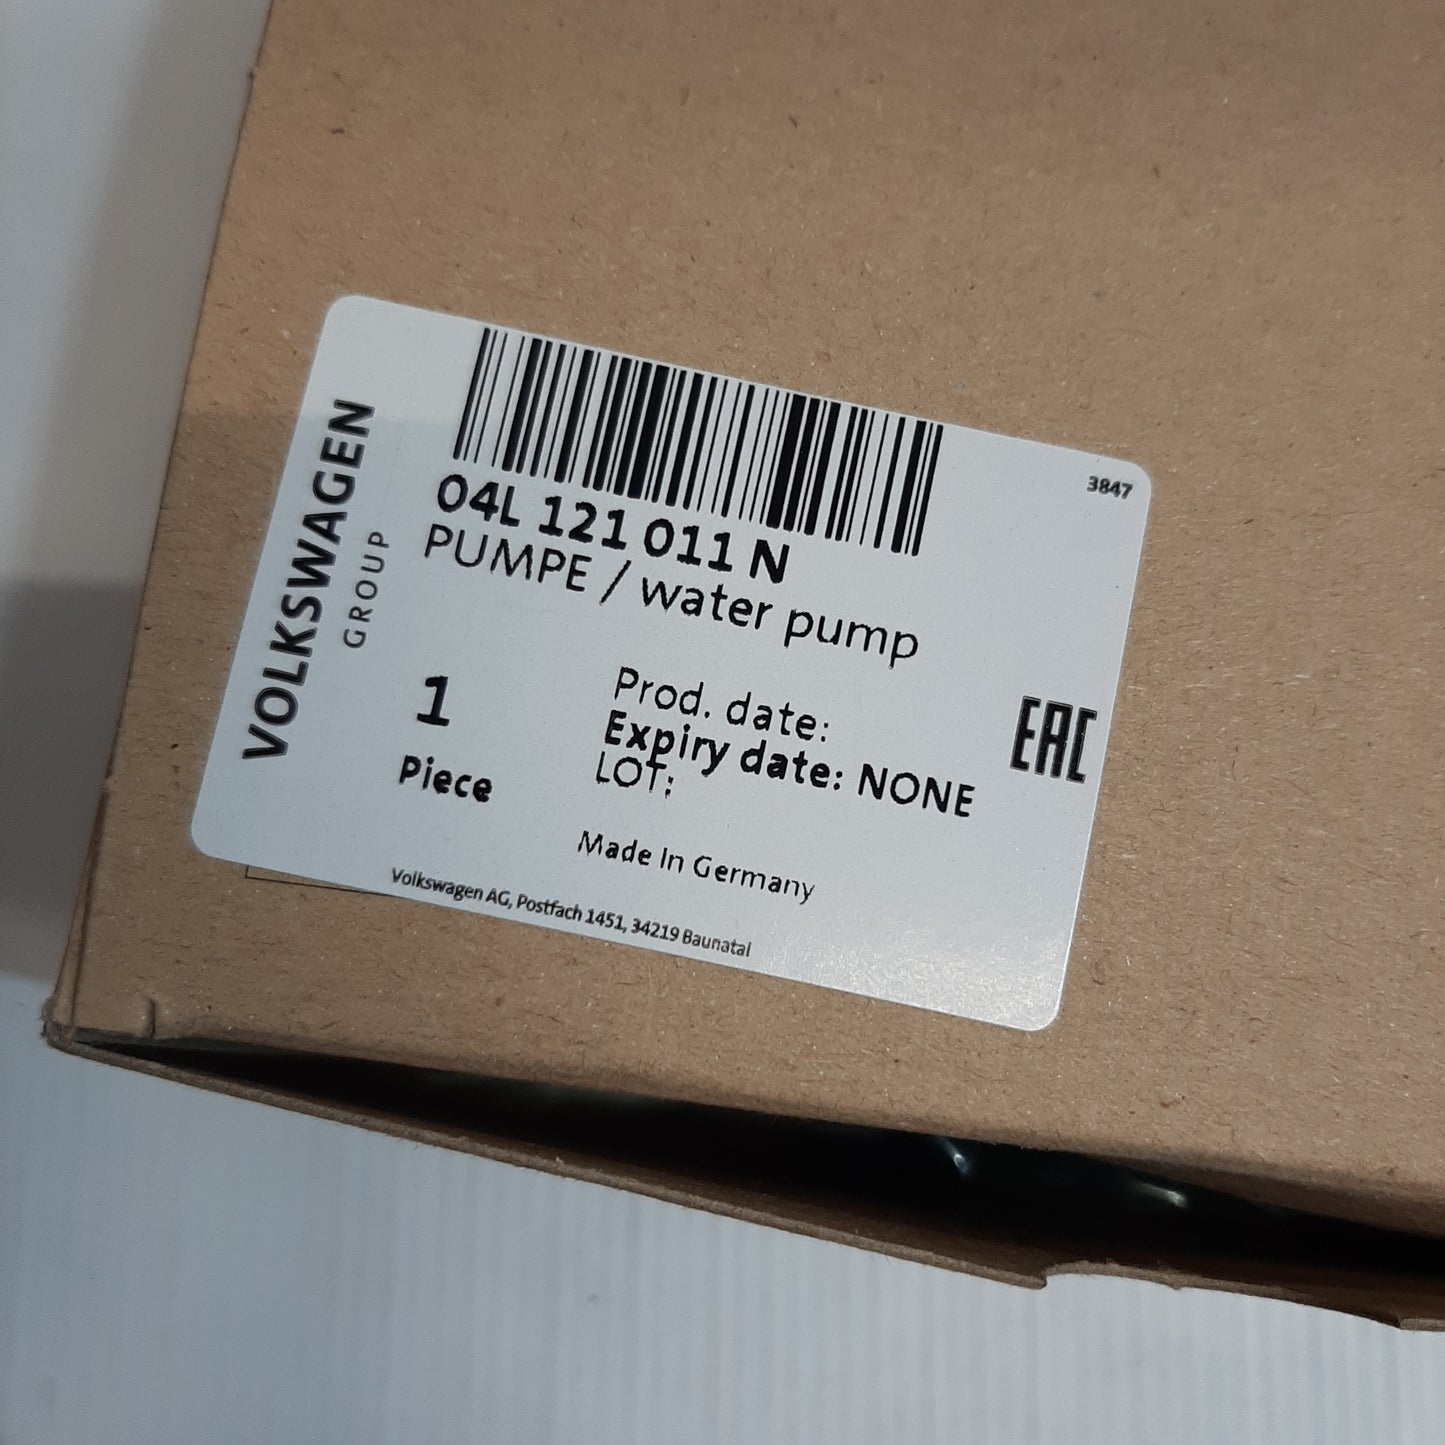 VOLKSWAGEN
GROUP
3847
04L 121 011 N
PUMPE / water pump
1
Piece
Prod. date:
Expiry date: NONE
LOT:
EAC
Made In Germany
Volkswagen AG, Postfach 1451, 34219 Baunatal